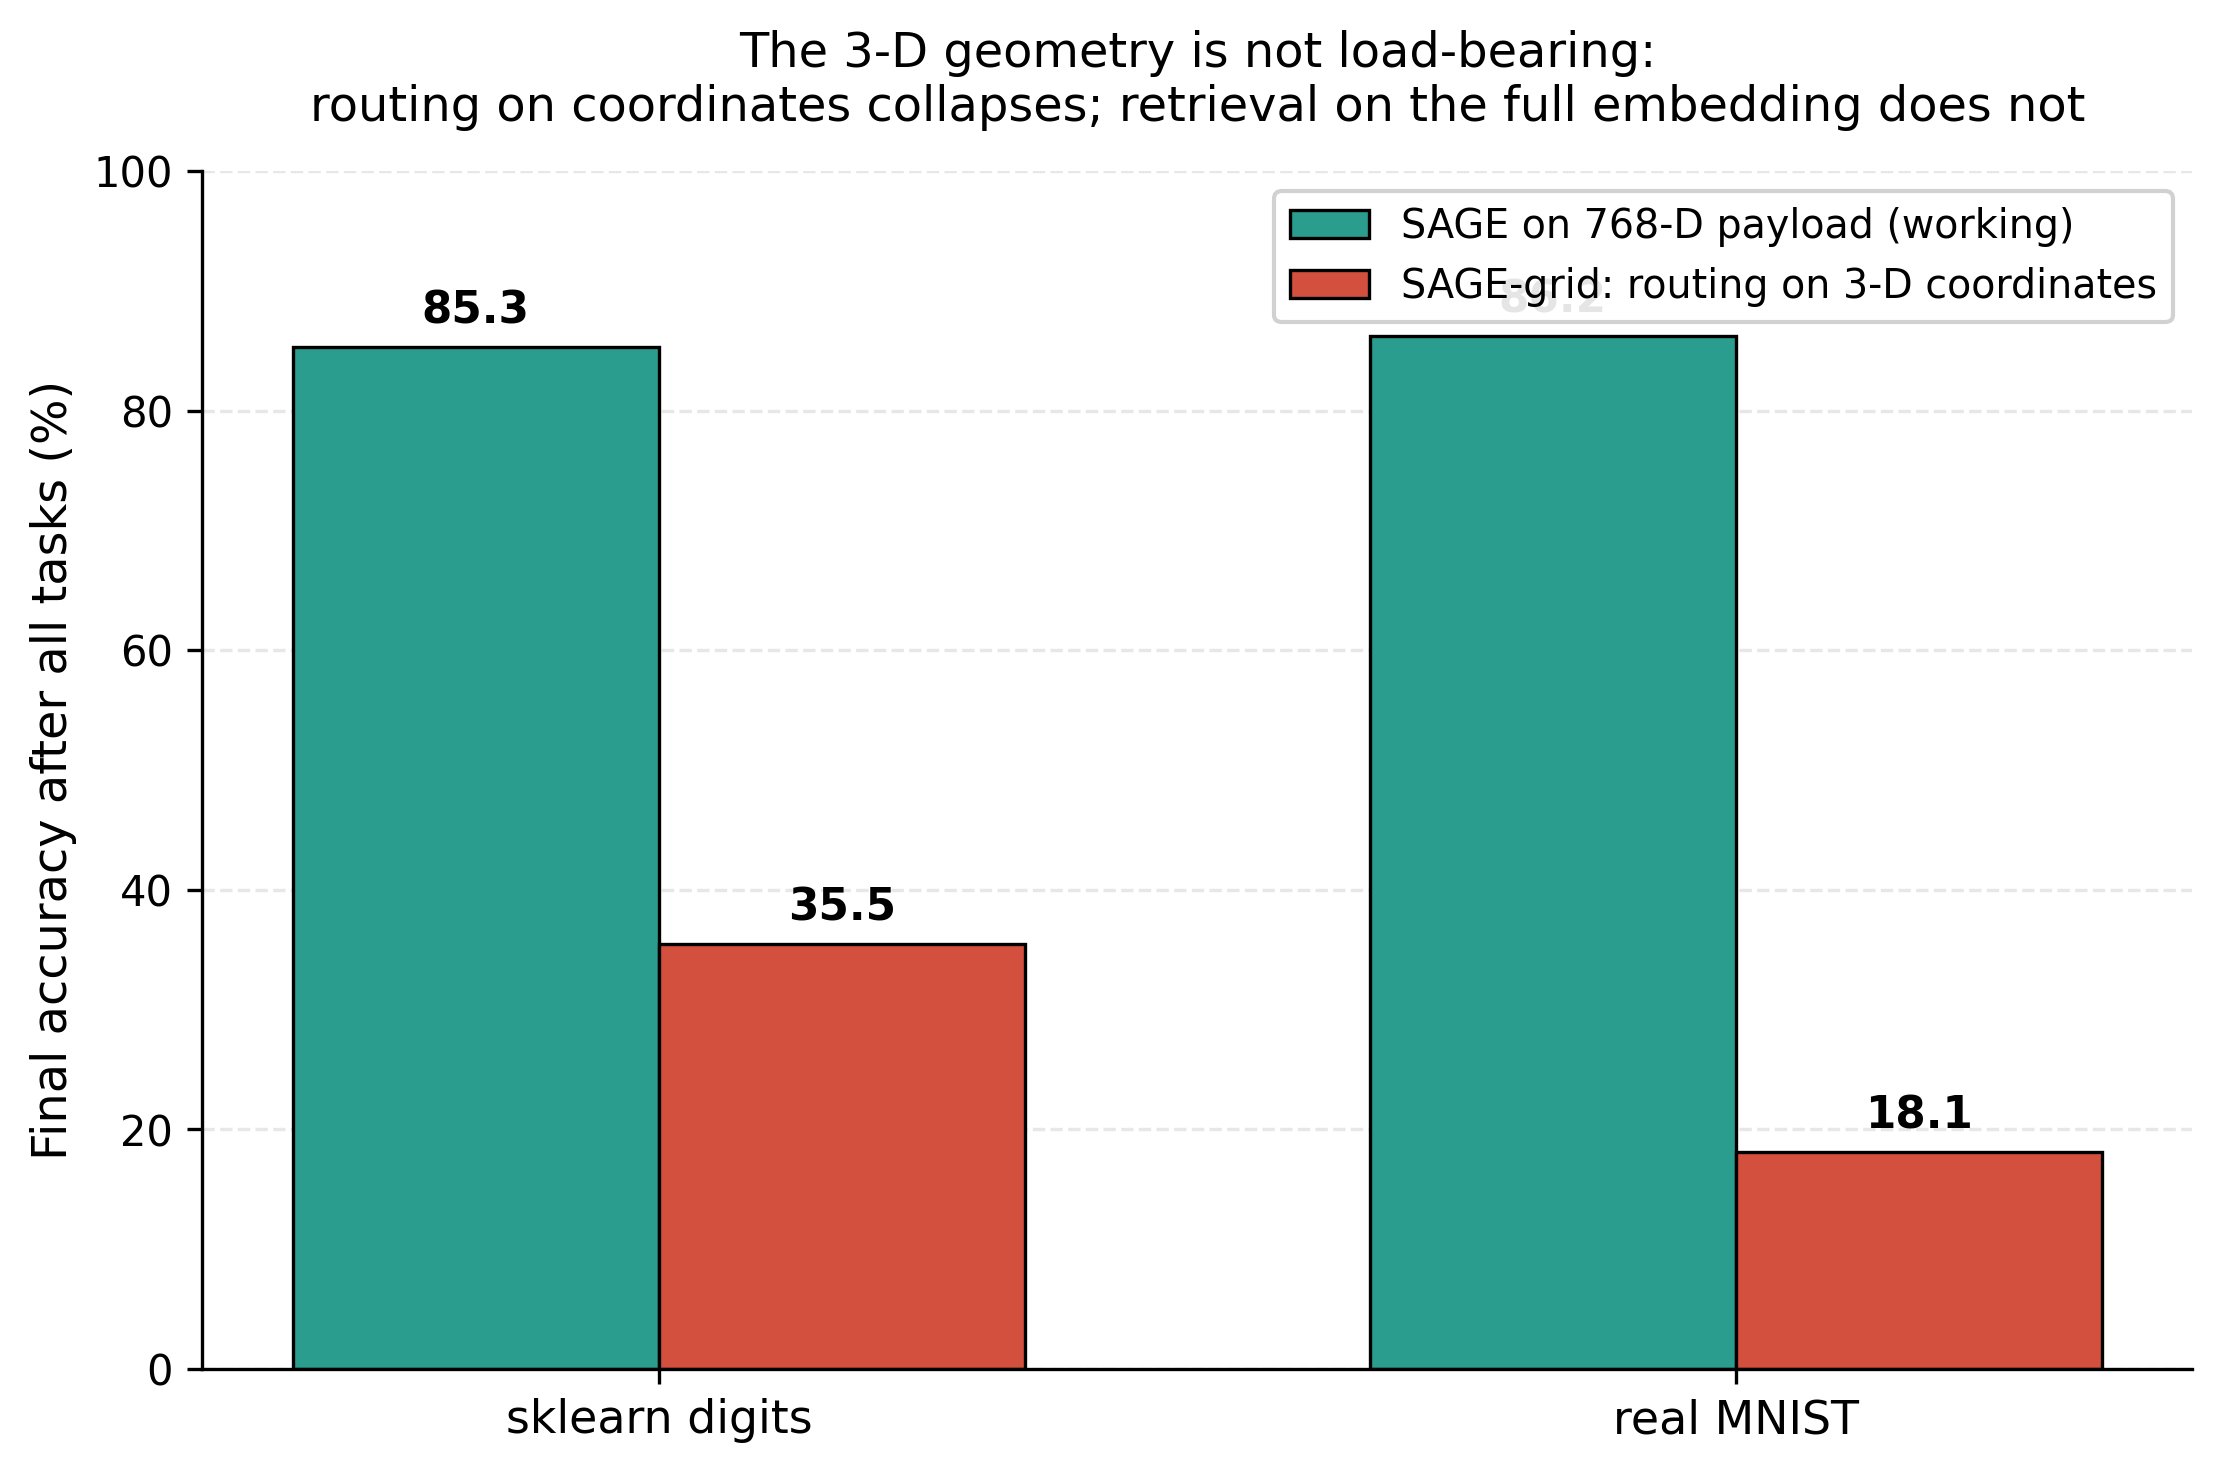 The 3-D geometry is not load-bearing:
routing on coordinates collapses; retrieval on the full embedding does not
Final accuracy after all tasks (%)
100
80
60
40
20
0
SAGE on 768-D payload (working)
SAGE-grid: routing on 3-D coordinates
85.3
35.5
86.2
18.1
sklearn digits
real MNIST